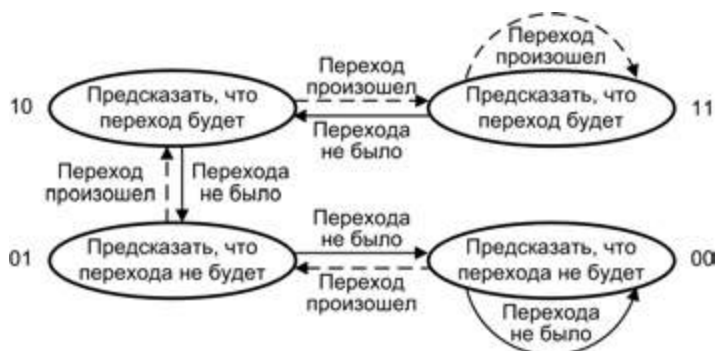 Переход
произошел
10
Предсказать, что
переход будет
Переход
произошел
Перехода
не было
Предсказать, что
переход будет
11
Переход
произошел
Перехода
не было
01
Предсказать, что
перехода не будет
Перехода
не было
Переход
произошел
Предсказать, что
перехода не будет
00
Перехода
не было